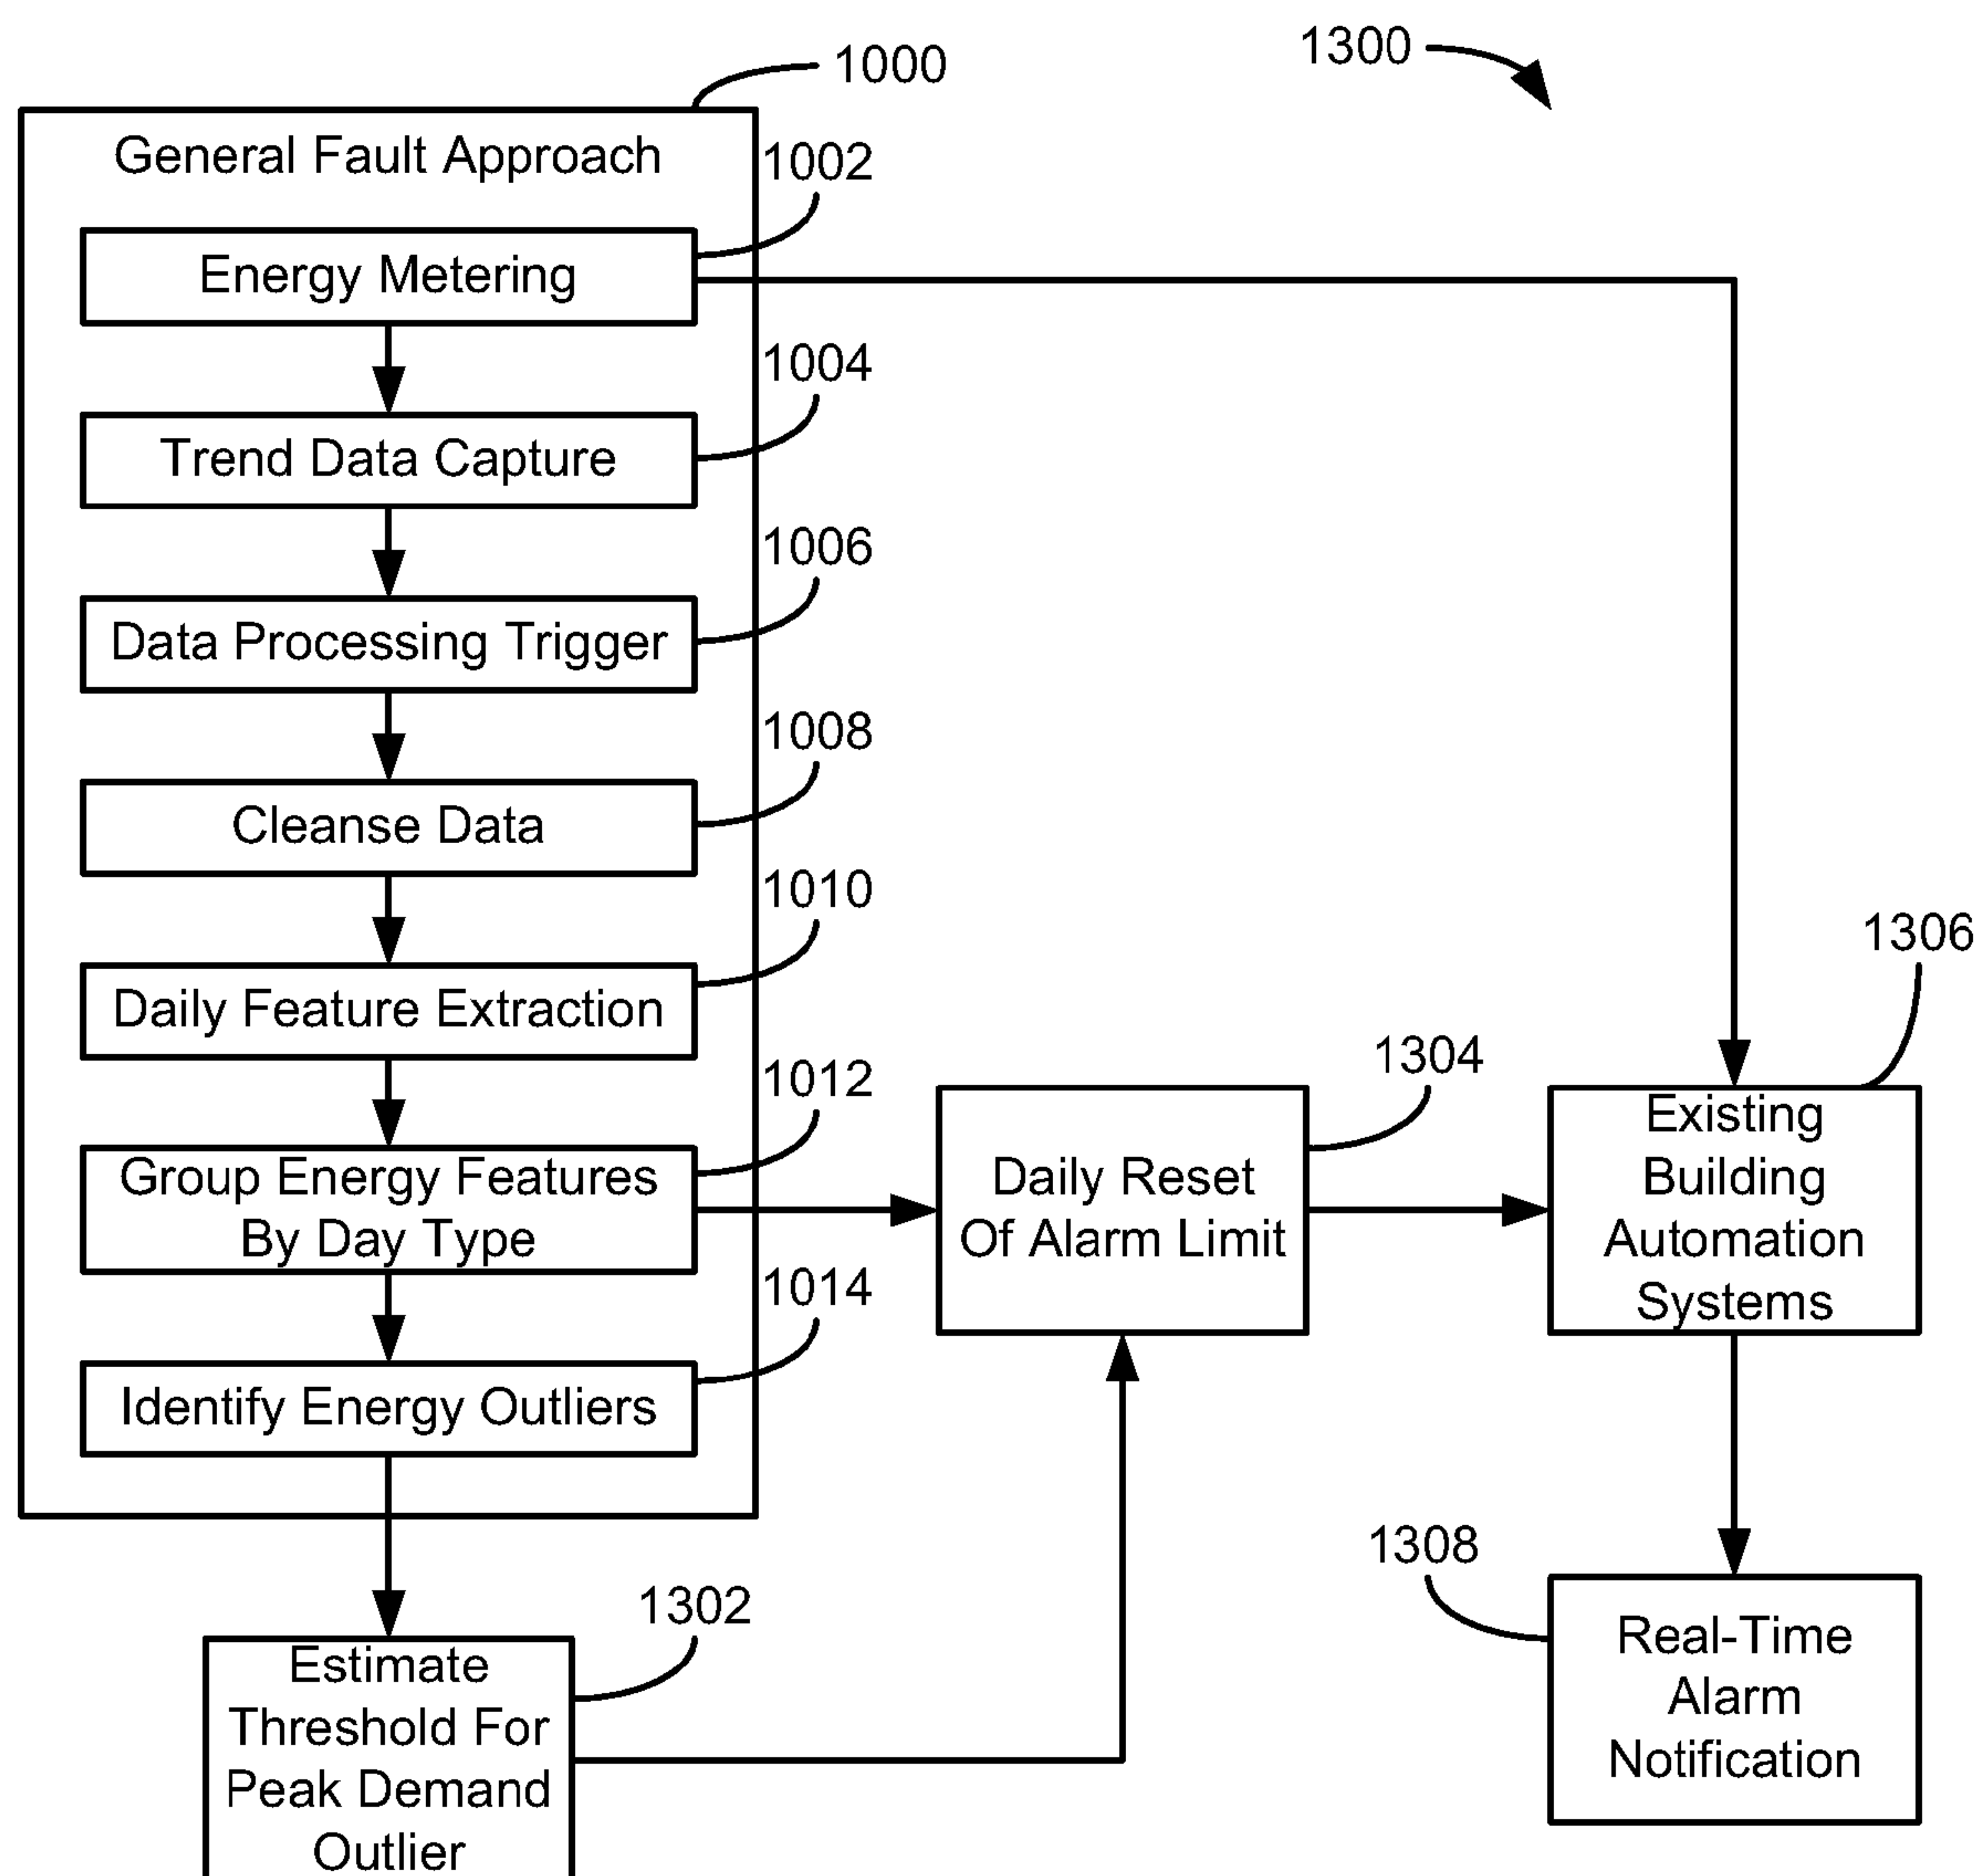 1300
1000
General Fault Approach
1002
Energy Metering
1004
Trend Data Capture
1006
Data Processing Trigger
1008
Cleanse Data
1010
Daily Feature Extraction
1012
Group Energy Features
By Day Type
1014
Identify Energy Outliers
1302
Estimate
Threshold For
Peak Demand
Outlier
1304
Daily Reset
Of Alarm Limit
1306
Existing
Building
Automation
Systems
1308
Real-Time
Alarm
Notification